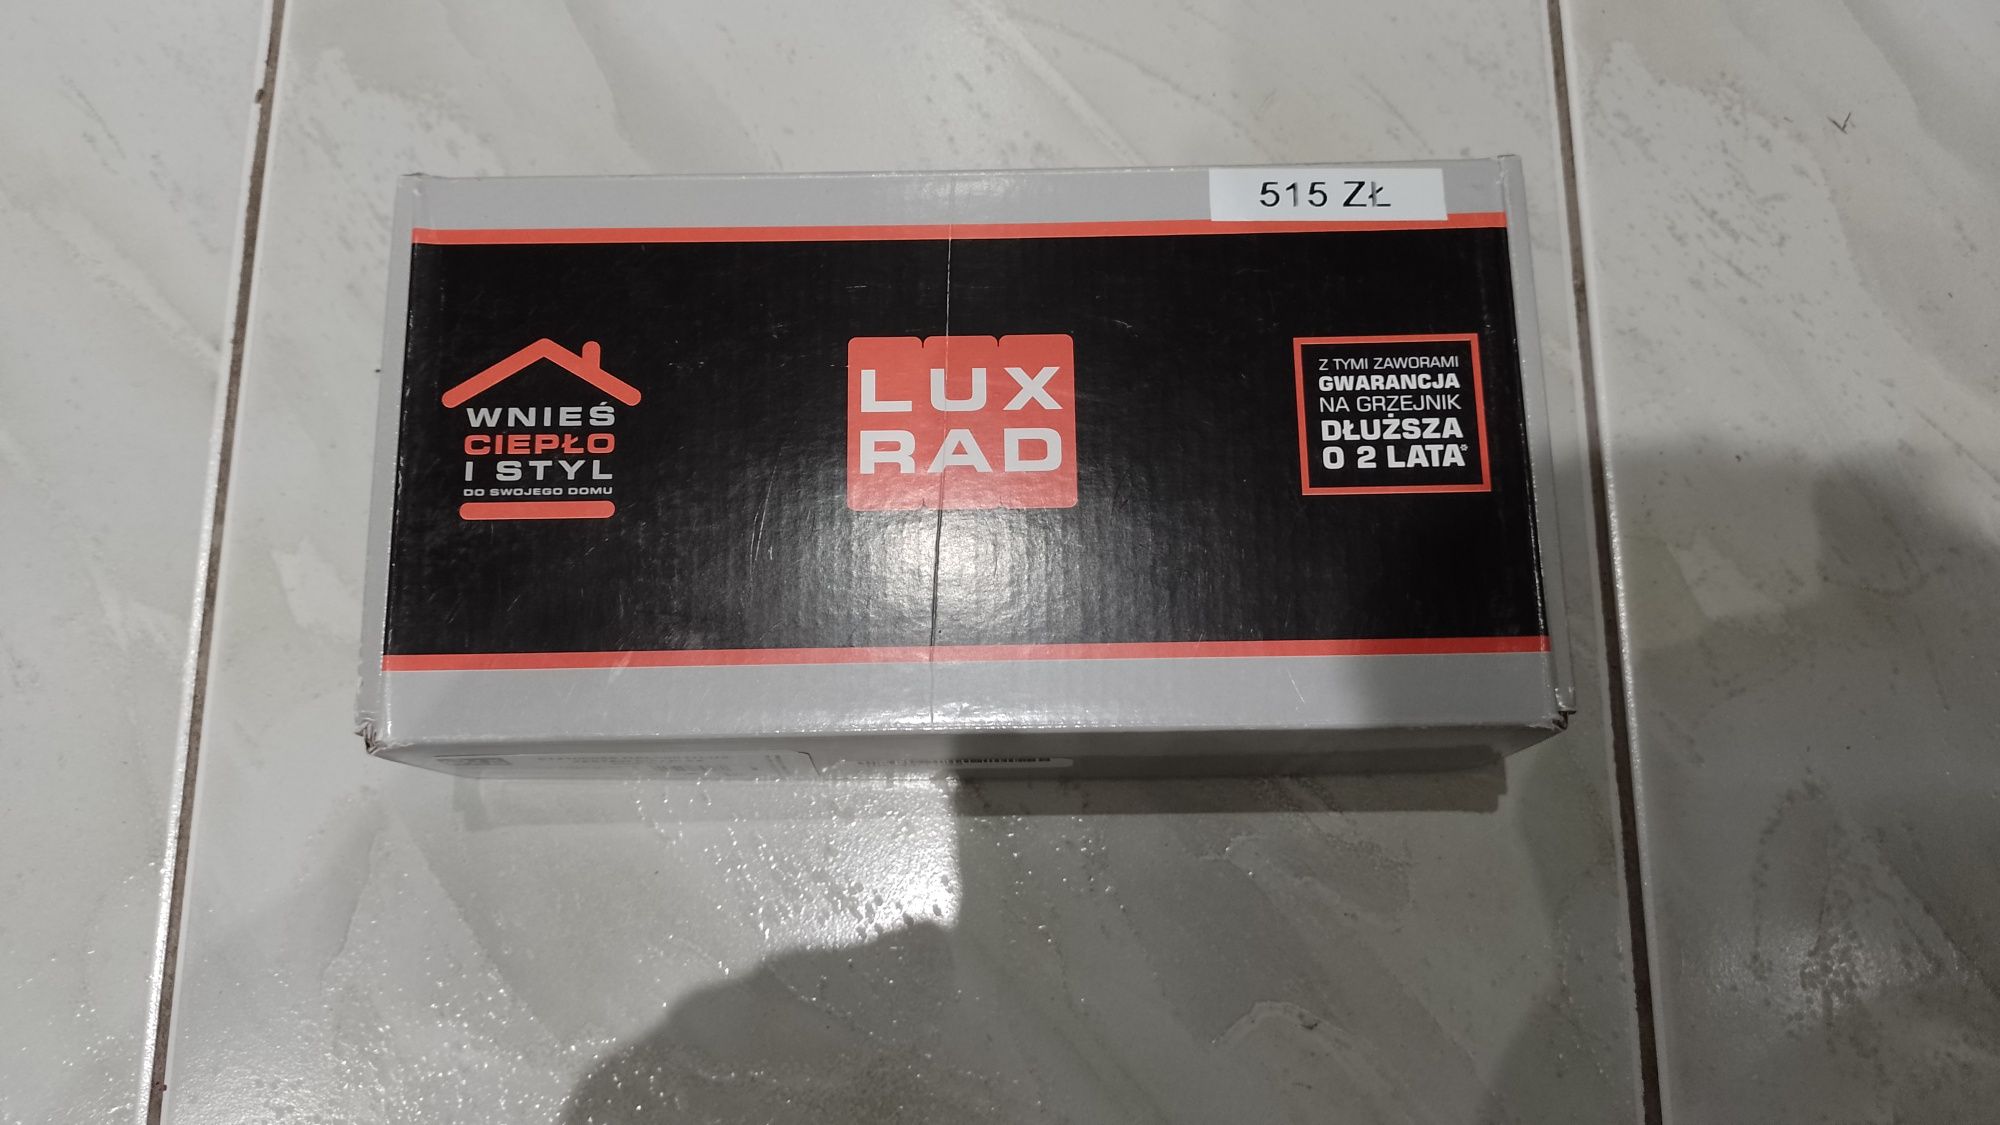 515 ZŁ
WNIEŚ
CIEPŁO
I STYL
DO SWOJEGO DOMU
LUX
RAD
Z TYMI ZAWORAMI
GWARANCJA
NA GRZEJNIK
DŁUŻSZA
O 2 LATA*